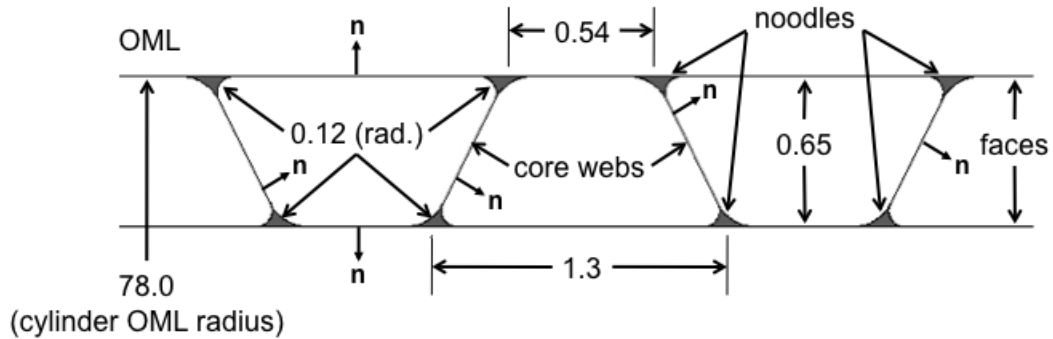 n
0.54
noodles
OML
n
0.12 (rad.)
0.65
faces
n
core webs
n
n
n
1.3
78.0
(cylinder OML radius)